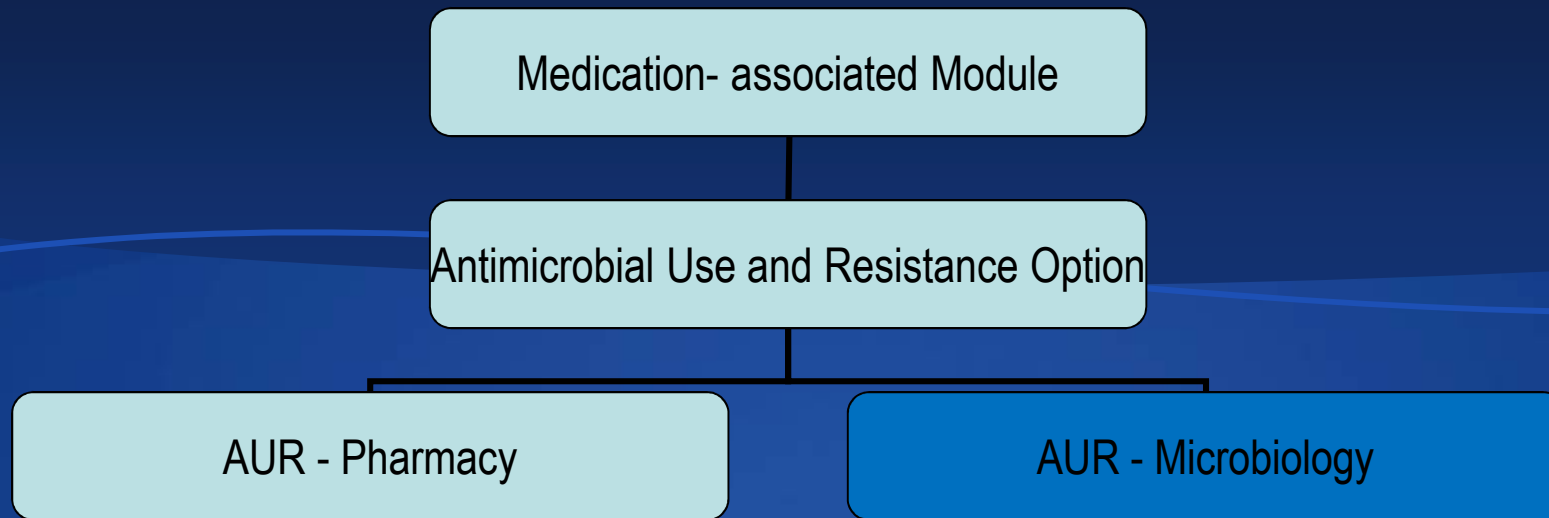 Medication- associated Module
Antimicrobial Use and Resistance Option
AUR - Pharmacy
AUR - Microbiology